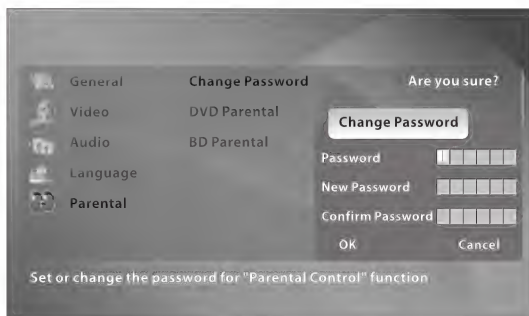 General
Video
Audio
Language
Parental
Change Password
DVD Parental
BD Parental
Are you sure?
Change Password
Password
New Password
Confirm Password
OK Cancel
Set or change the password for "Parental Control" function